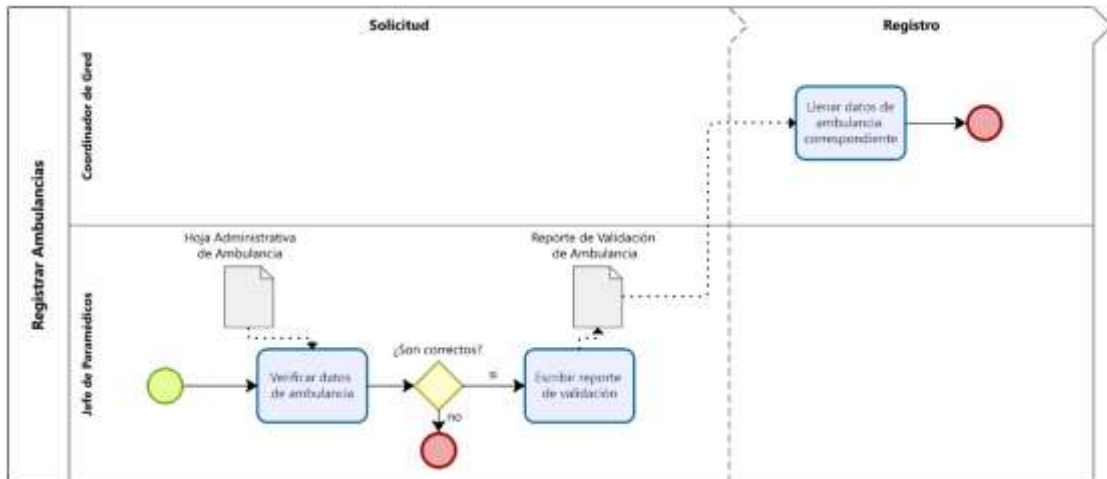 Solicitud
Registro
Registrar Ambulancias
Coordinador de Gred
Llenar datos de
ambulancia
correspondiente
Jefe de Paramédicos
Hoja Administrativa
de Ambulancia
Reporte de Validación
de Ambulancia
Verificar datos
de ambulancia
¿Son correctos?
si
no
Escribir reporte
de validación